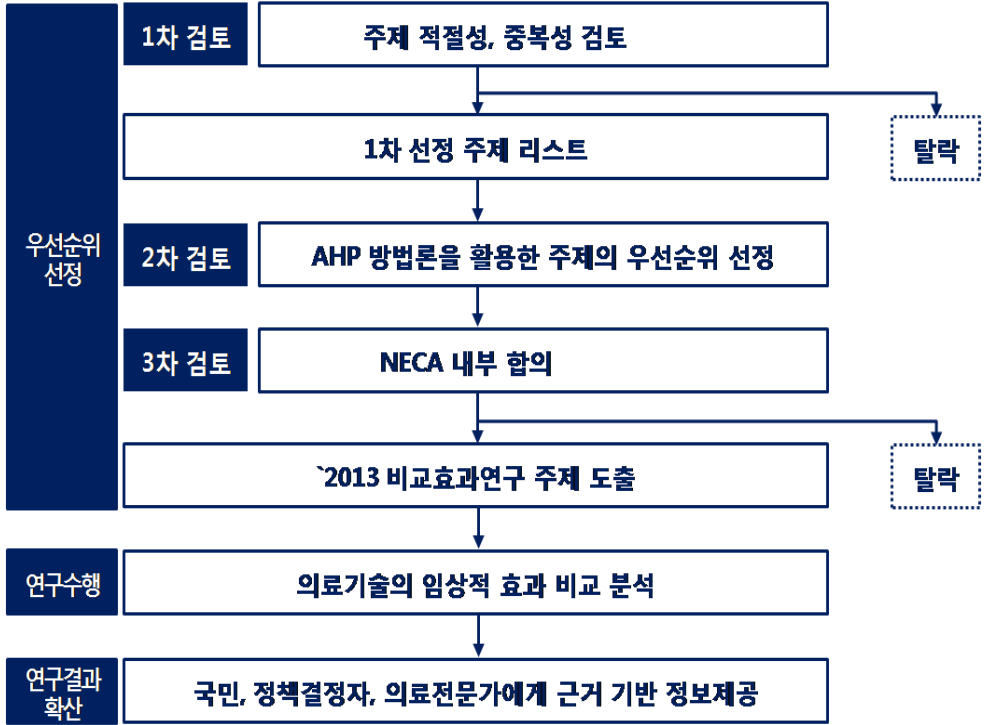 1차 검토
주제 적절성, 중복성 검토
1차 선정 주제 리스트
탈락
우선순위
선정
2차 검토
AHP 방법론을 활용한 주제의 우선순위 선정
3차 검토
NECA 내부 합의
`2013 비교효과연구 주제 도출
탈락
연구수행
의료기술의 임상적 효과 비교 분석
연구결과
확산
국민, 정책결정자, 의료전문가에게 근거 기반 정보제공